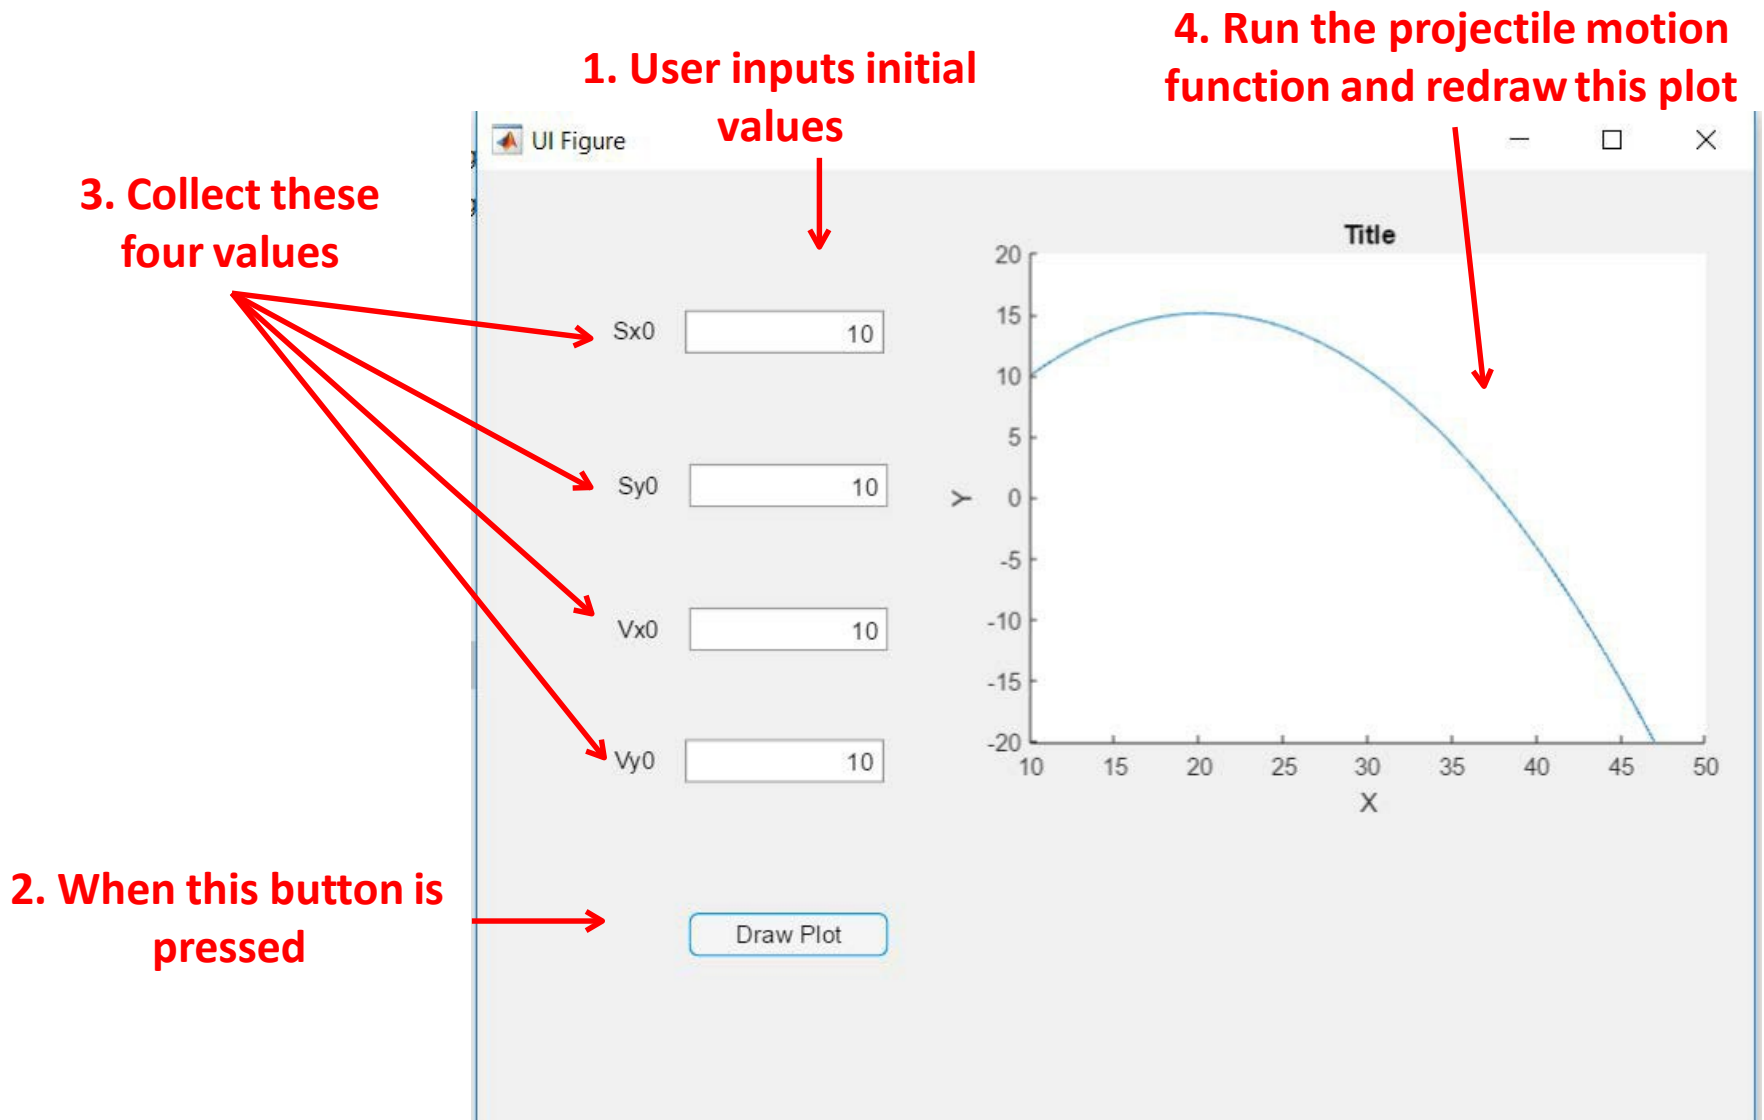 4. Run the projectile motion
function and redraw this plot
1. User inputs initial
values
UI Figure
3. Collect these
four values
Title
Sx0
10
Sy0
10
Vx0
10
Vy0
10
20
15
10
5
0
-5
-10
-15
-20
Y
10 15 20 25 30 35 40 45 50
X
2. When this button is
pressed
Draw Plot